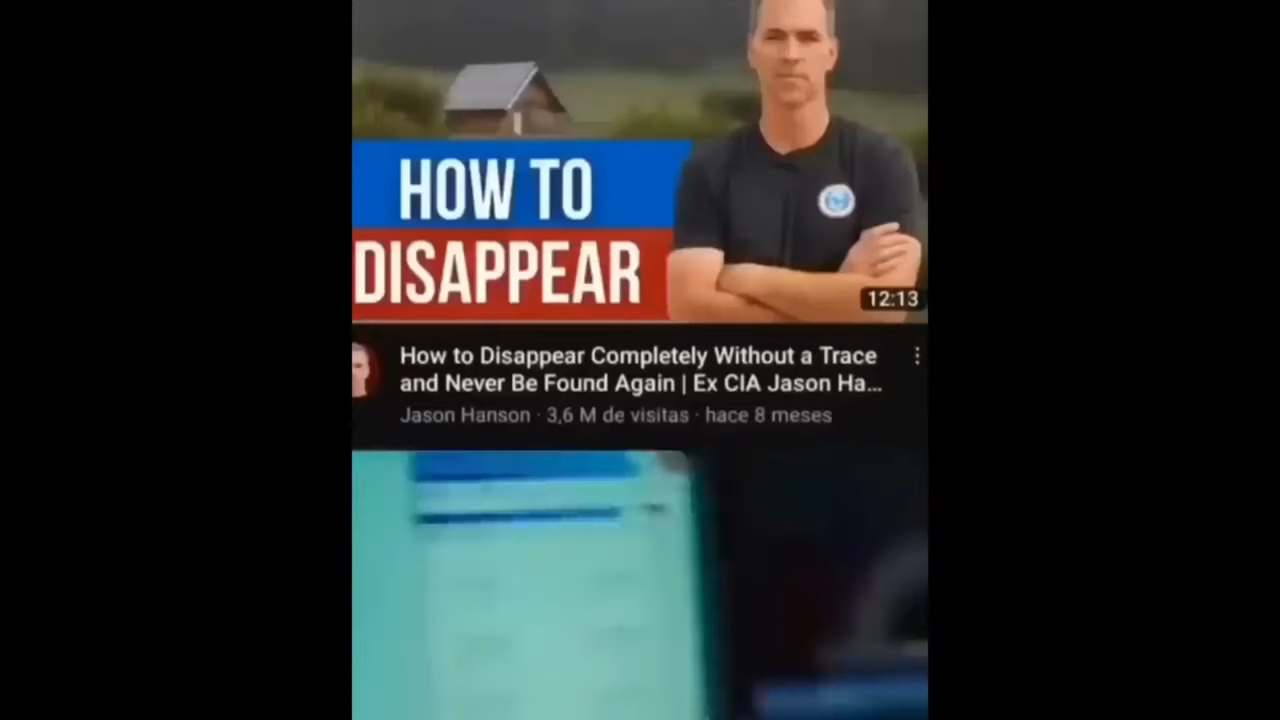 HOW TO
DISAPPEAR
12:13
How to Disappear Completely Without a Trace
and Never Be Found Again | Ex CIA Jason Ha...
Jason Hanson · 3,6 M de visitas · hace 8 meses